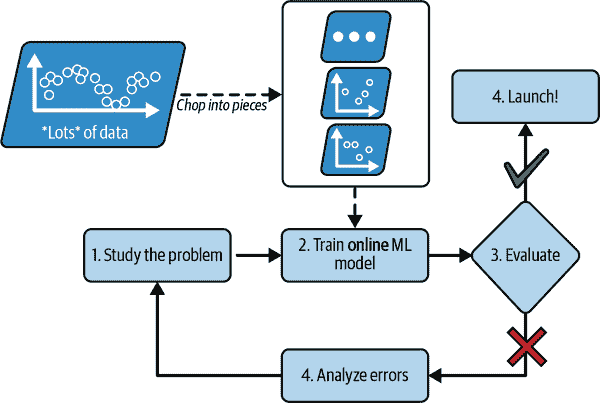 *Lots* of data
Chop into pieces
4. Launch!
1. Study the problem
2. Train online ML
model
3. Evaluate
4. Analyze errors